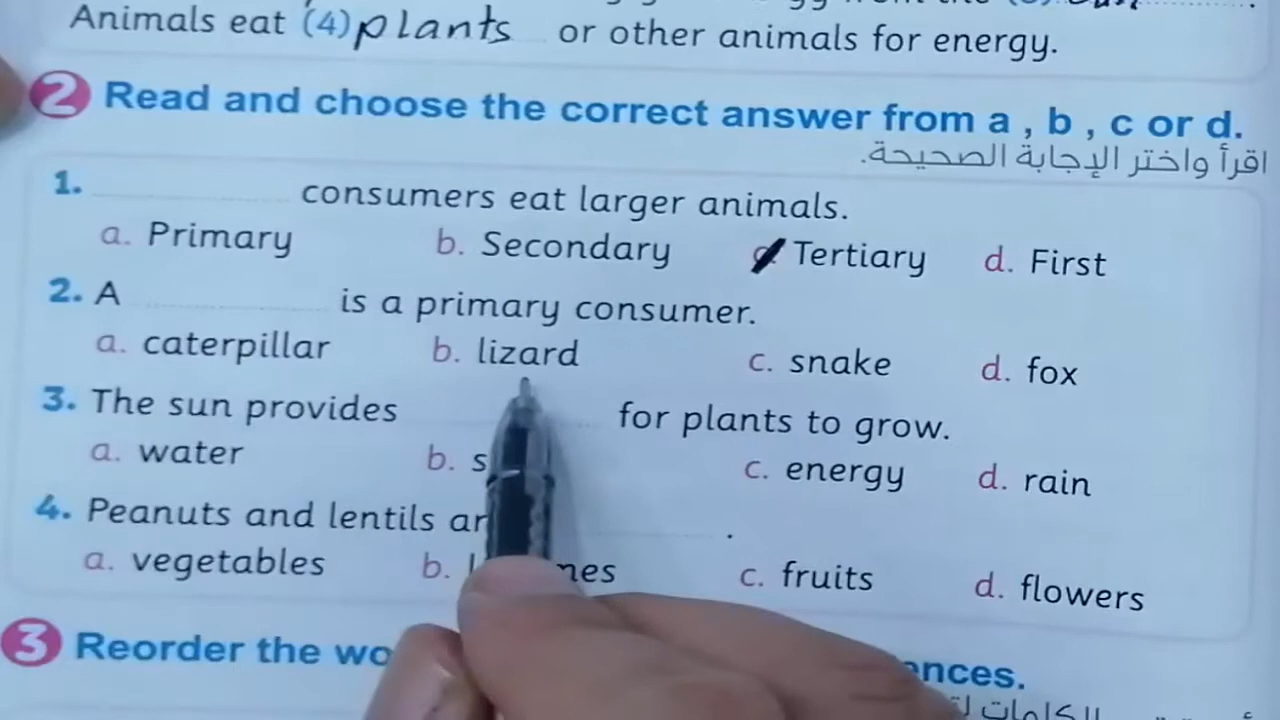 Animals eat (4) plants or other animals for energy.
2 Read and choose the correct answer from a , b , c or d.
اقرأ واختر الإجابة الصحيحة.
1. consumers eat larger animals.
a. Primary b. Secondary c. Tertiary d. First
2. A is a primary consumer.
a. caterpillar b. lizard c. snake d. fox
3. The sun provides for plants to grow.
a. water b. c. energy d. rain
4. Peanuts and lentils .
a. vegetables b. c. fruits d. flowers
3 Reorder the